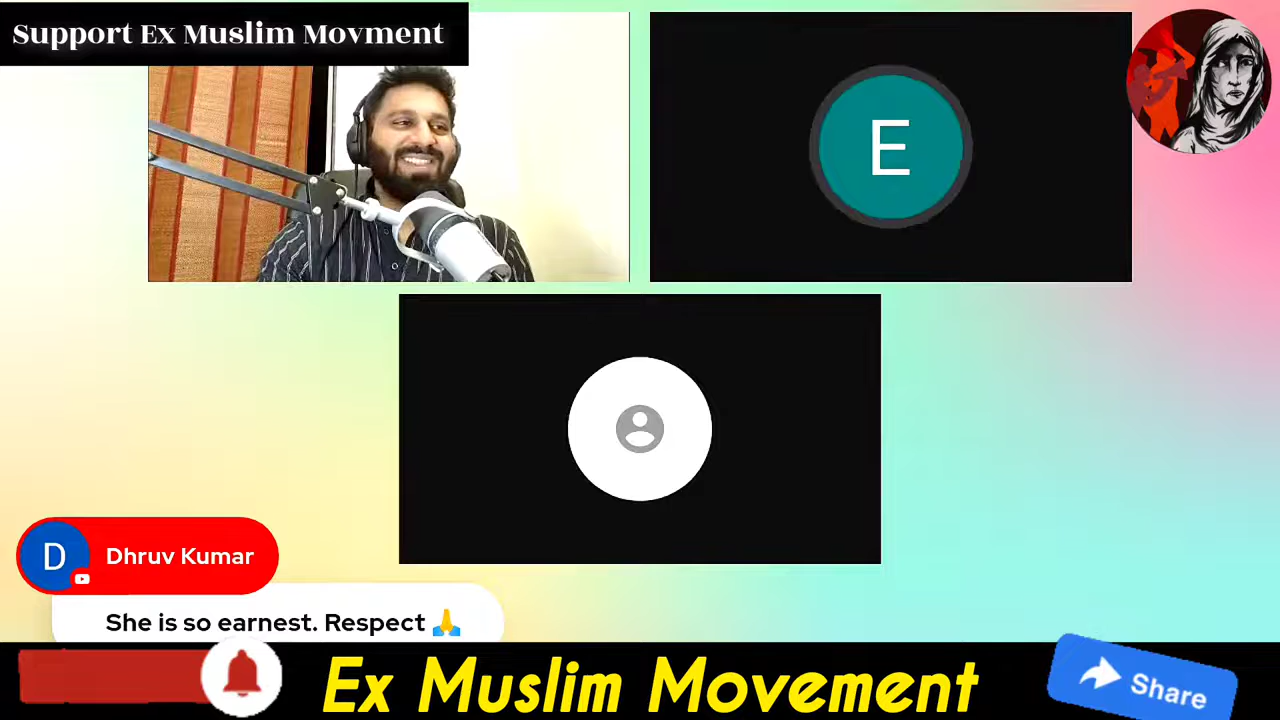 Support Ex Muslim Movment
E
D
Dhruv Kumar
She is so earnest. Respect 🙏
Ex Muslim Movement
Share